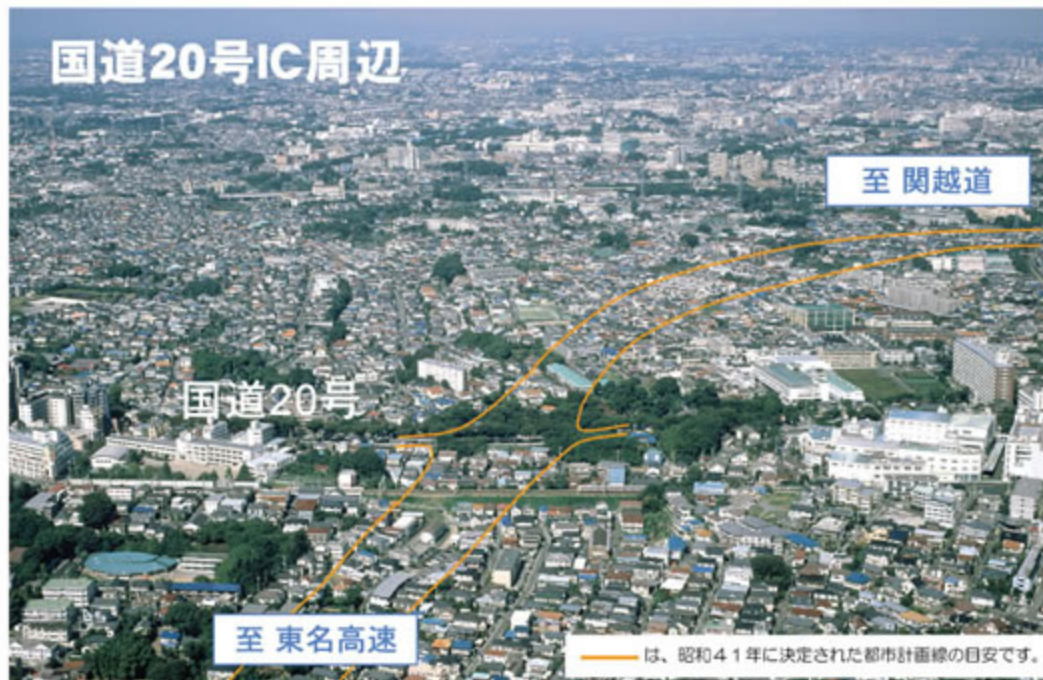 国道20号IC周辺
至 関越道
国道20号
至 東名高速
は、昭和41年に決定された都市計画線の目安です。